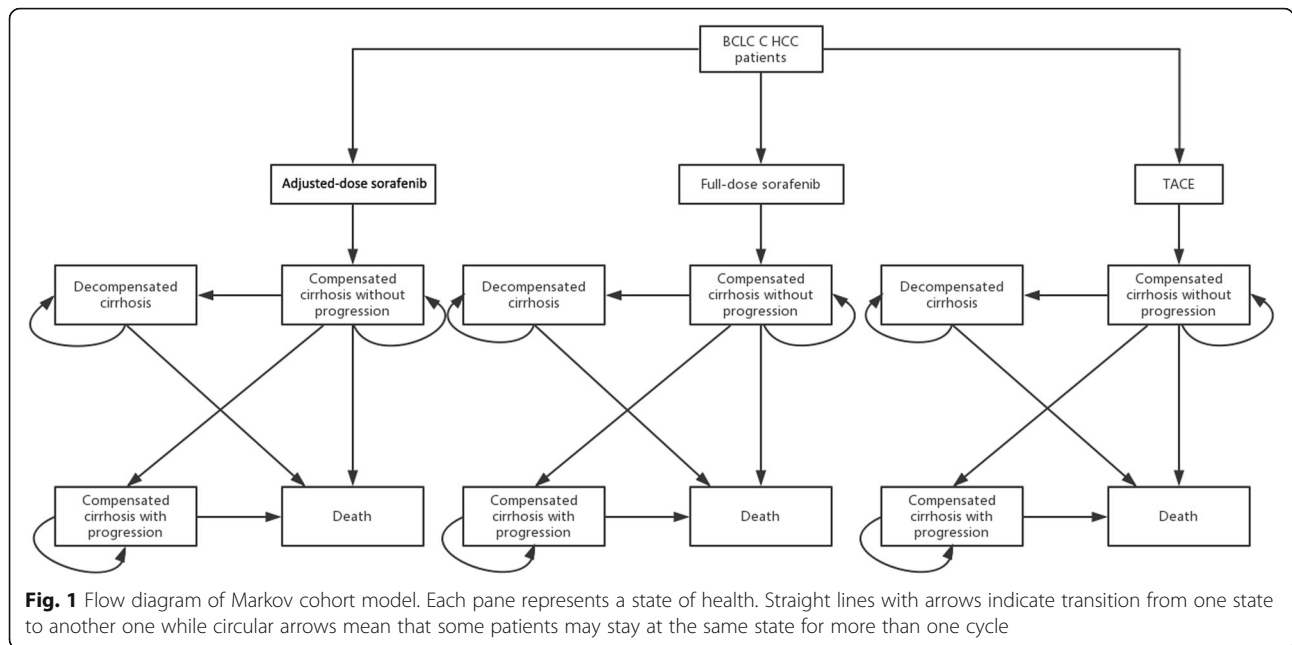 BCLC C HCC
patients
Adjusted-dose sorafenib
Full-dose sorafenib
TACE
Decompensated
cirrhosis
Compensated
cirrhosis without
progression
Decompensated
cirrhosis
Compensated
cirrhosis without
progression
Decompensated
cirrhosis
Compensated
cirrhosis without
progression
Compensated
cirrhosis with
progression
Death
Compensated
cirrhosis with
progression
Death
Compensated
cirrhosis with
progression
Death
Fig. 1 Flow diagram of Markov cohort model. Each pane represents a state of health. Straight lines with arrows indicate transition from one state
to another one while circular arrows mean that some patients may stay at the same state for more than one cycle